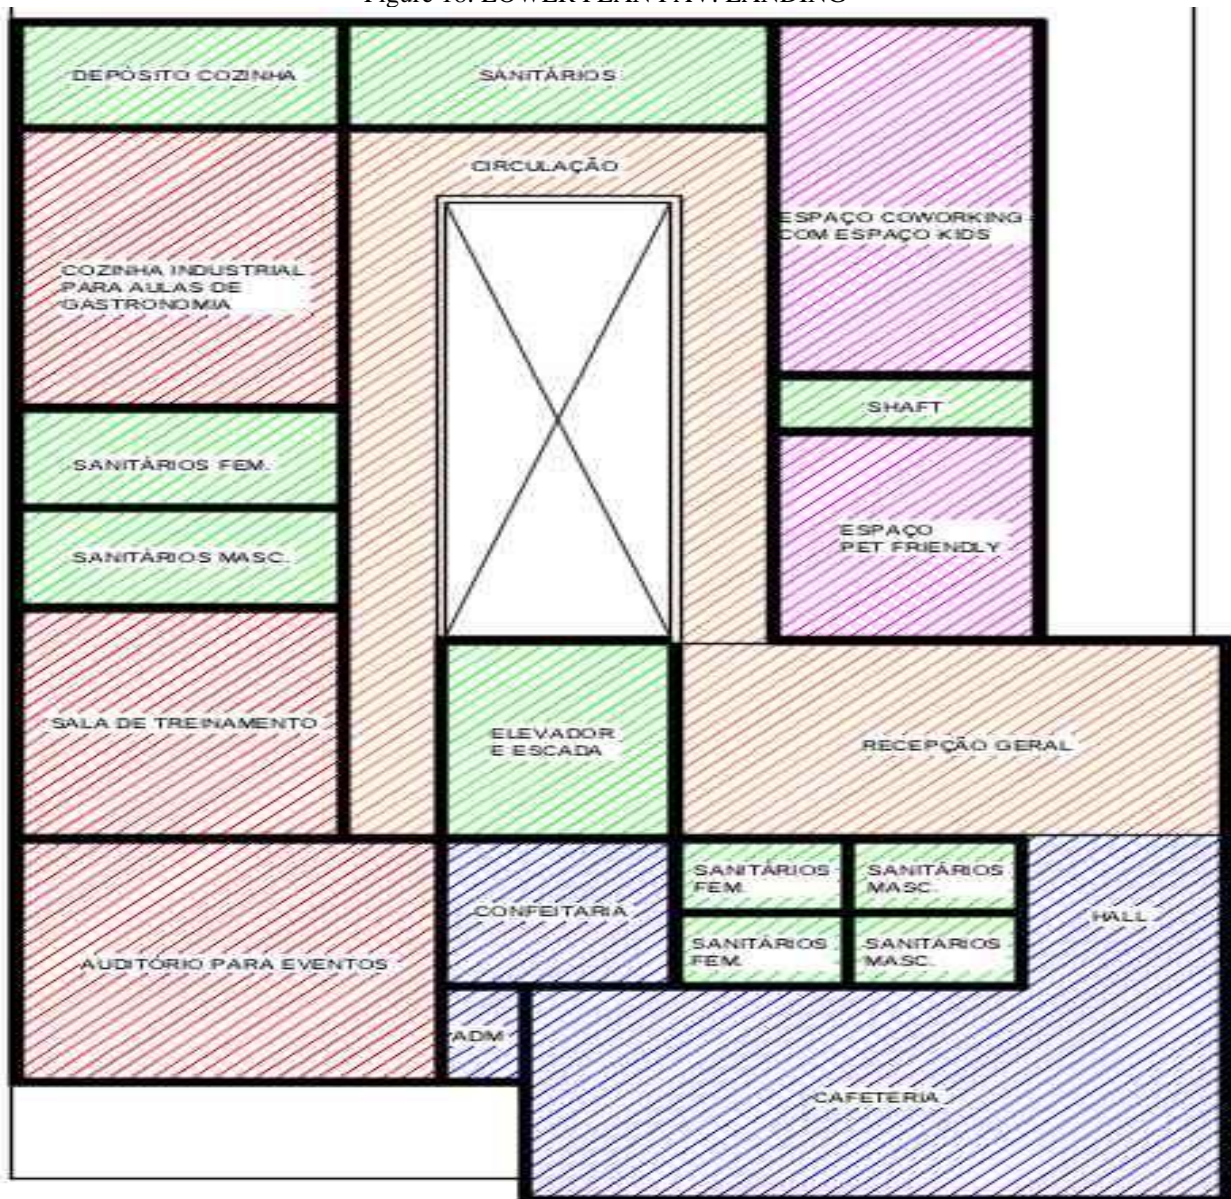 DEPÓSITO COZINHA
SANITÁRIOS
CIRCULAÇÃO
ESPAÇO COWORKING
COM ESPAÇO KIDS
COZINHA INDUSTRIAL
PARA AULAS DE
GASTRONOMIA
SHAFT
SANITÁRIOS FEM.
ESPAÇO
PET FRIENDLY
SANITÁRIOS MASC.
SALA DE TREINAMENTO
ELEVADOR
E ESCADA
RECEPÇÃO GERAL
SANITÁRIOS
FEM.
SANITÁRIOS
MASC.
CONFEITARIA
HALL
AUDITÓRIO PARA EVENTOS
SANITÁRIOS
FEM.
SANITÁRIOS
MASC.
ADM
CAFETERIA